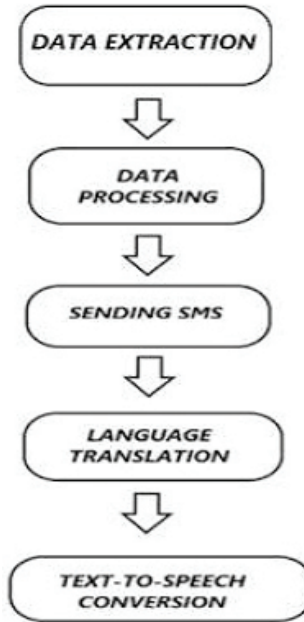 DATA EXTRACTION
DATA
PROCESSING
SENDING SMS
LANGUAGE
TRANSLATION
TEXT-TO-SPEECH
CONVERSION